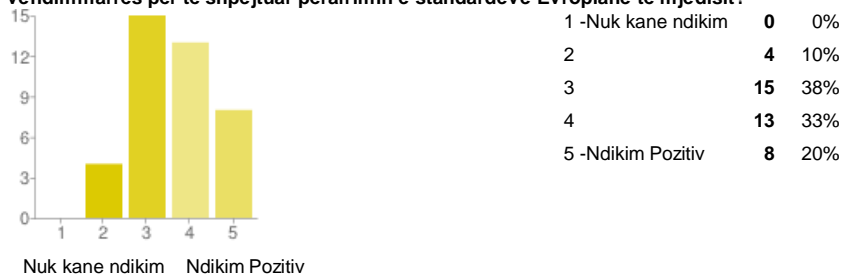 vendimmarrës për të shpejtuar përafrimin e standardeve Evropiane të mjedisit?
15
12
9
6
3
0
1 2 3 4 5
Nuk kane ndikim Ndikim Pozitiv
1 -Nuk kane ndikim 0 0%
2 4 10%
3 15 38%
4 13 33%
5 -Ndikim Pozitiv 8 20%